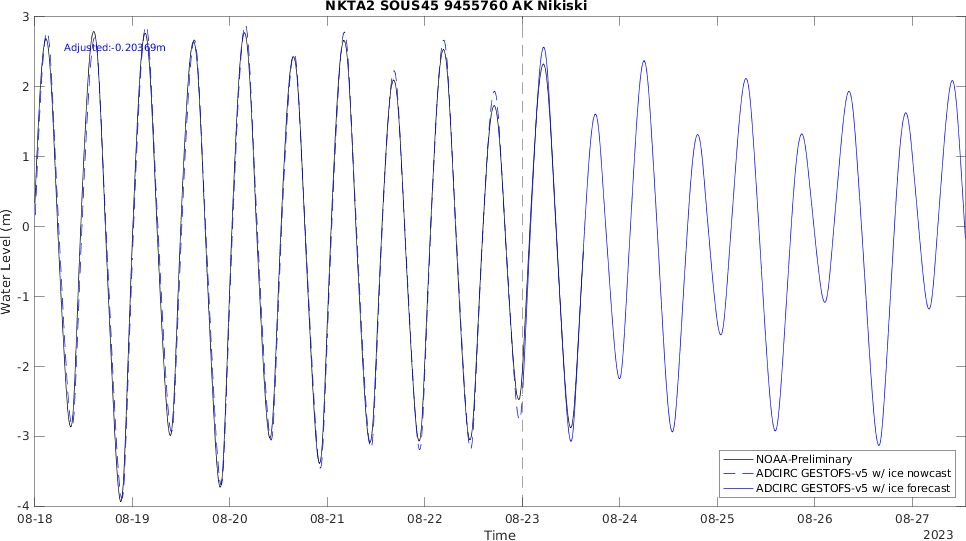 NKTA2 SOUS45 9455760 AK Nikiski
Adjusted:-0.20369m
3
2
1
0
-1
-2
-3
-4
Water Level (m)
NOAA-Preliminary
ADCIRC GESTOFS-v5 w/ ice nowcast
ADCIRC GESTOFS-v5 w/ ice forecast
08-18 08-19 08-20 08-21 08-22 08-23 08-24 08-25 08-26 08-27
Time
2023